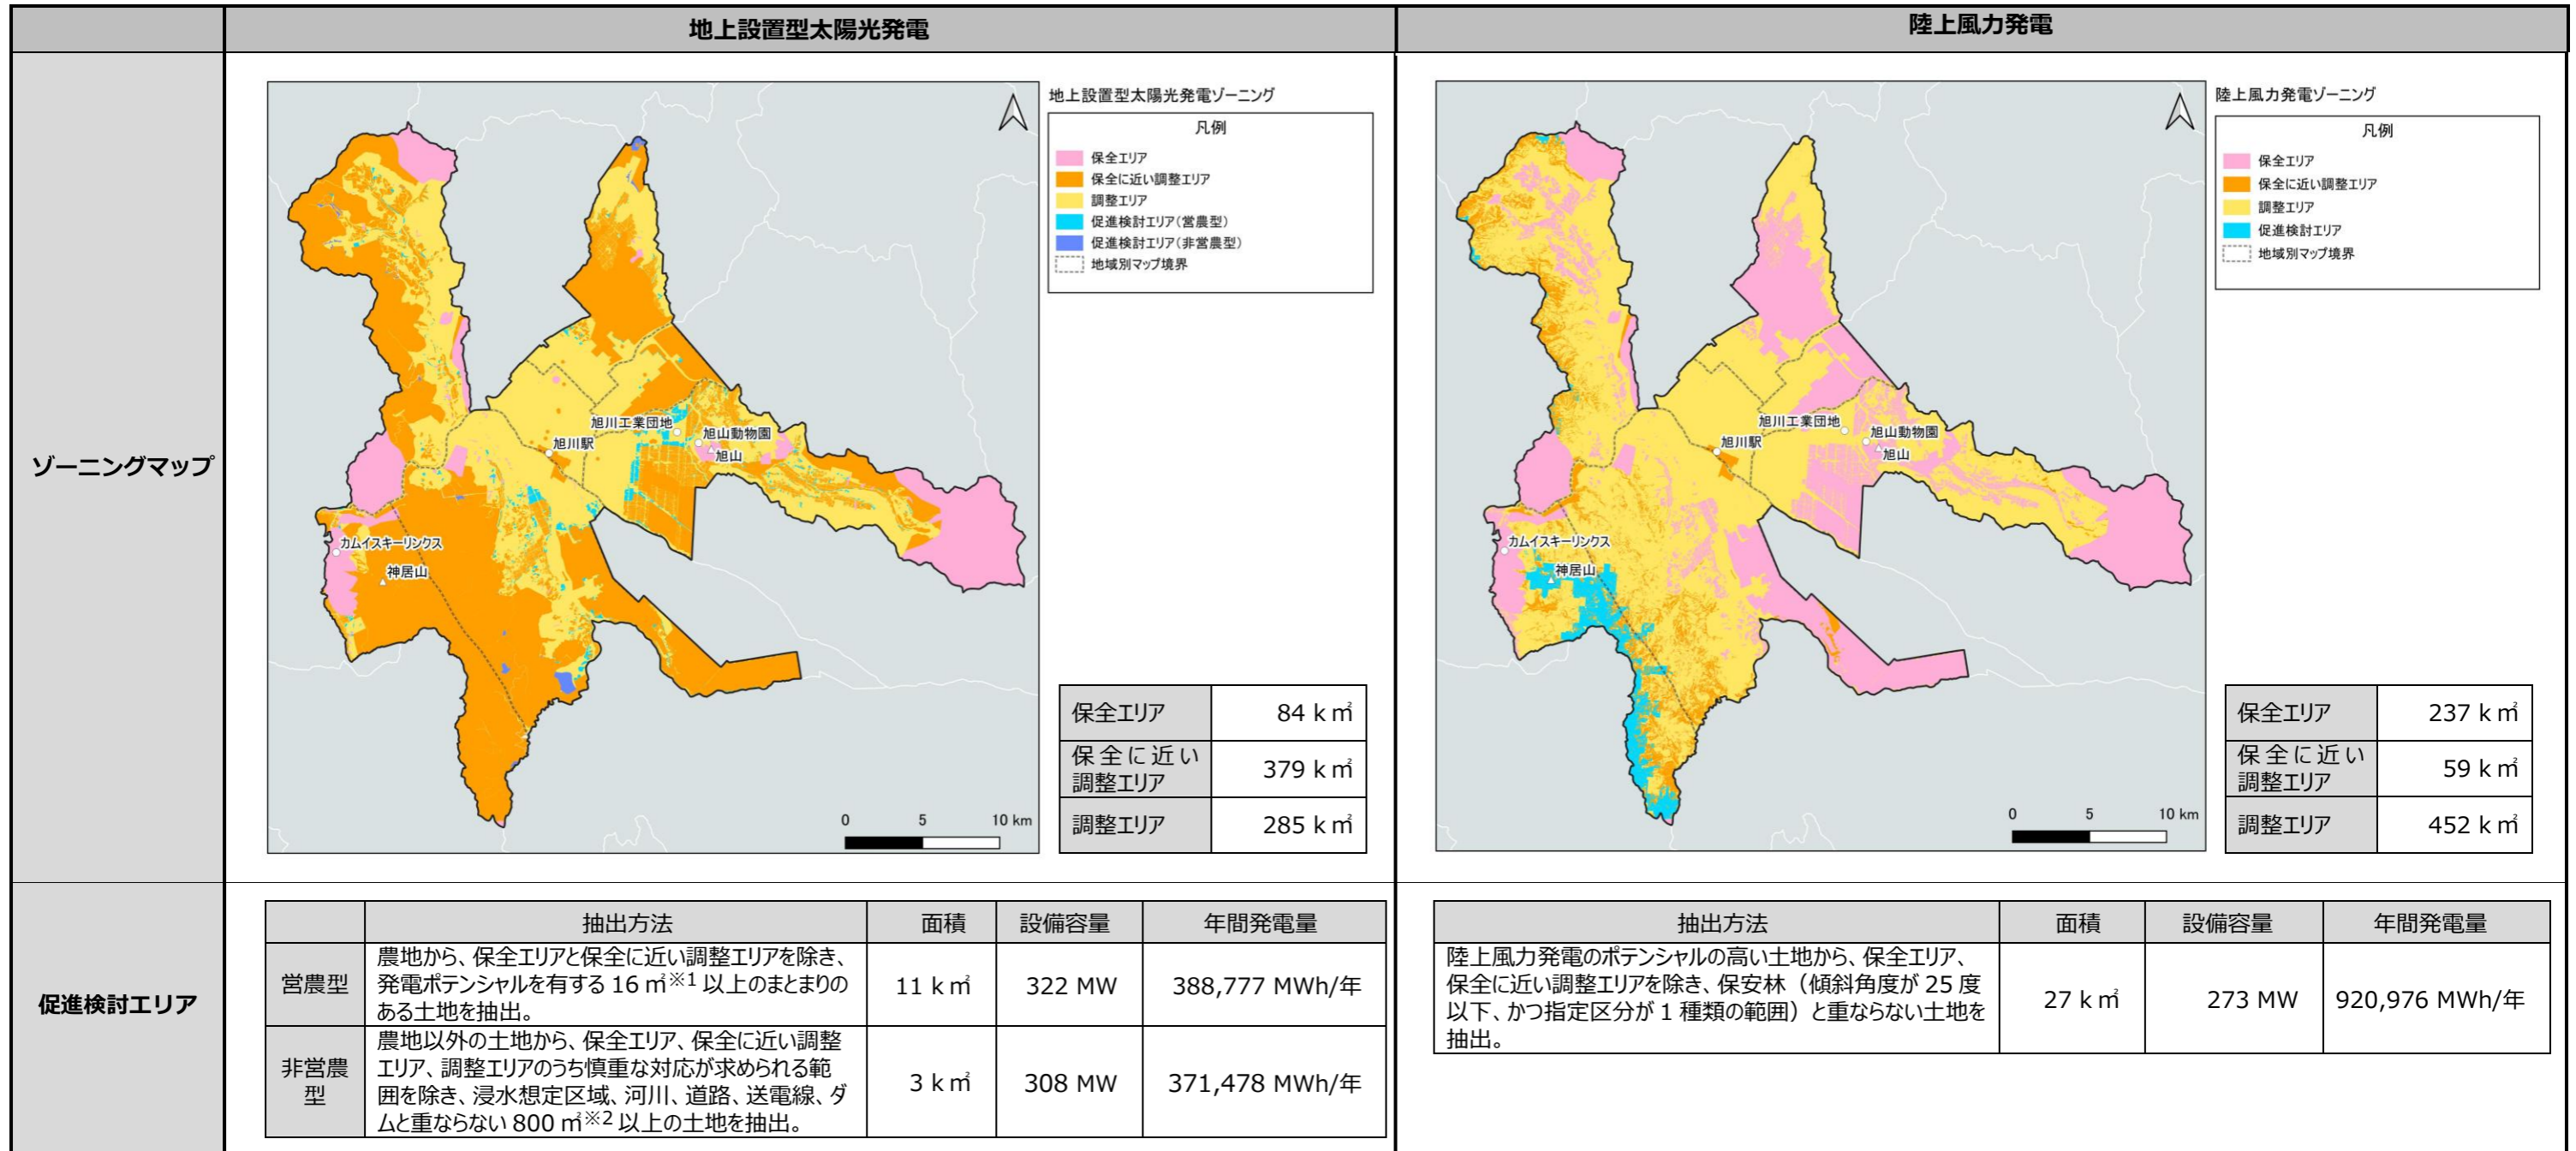 地上設置型太陽光発電
陸上風力発電
ゾーニングマップ
地上設置型太陽光発電ゾーニング
凡例
保全エリア
保全に近い調整エリア
調整エリア
促進検討エリア(営農型)
促進検討エリア(非営農型)
地域別マップ境界
旭川工業団地
旭山動物園
旭川駅
旭山
カムイスキーリンクス
神居山
0 5 10 km
保全エリア 84 k㎡
保全に近い
調整エリア 379 k㎡
調整エリア 285 k㎡
陸上風力発電ゾーニング
凡例
保全エリア
保全に近い調整エリア
調整エリア
促進検討エリア
地域別マップ境界
旭川工業団地
旭山動物園
旭川駅
旭山
カムイスキーリンクス
神居山
0 5 10 km
保全エリア 237 k㎡
保全に近い
調整エリア 59 k㎡
調整エリア 452 k㎡
促進検討エリア
抽出方法 面積 設備容量 年間発電量
営農型
農地から、保全エリアと保全に近い調整エリアを除き、
発電ポテンシャルを有する 16 ㎡※1 以上のまとまりの
ある土地を抽出。
11 k㎡ 322 MW 388,777 MWh/年
非営農
型
農地以外の土地から、保全エリア、保全に近い調整
エリア、調整エリアのうち慎重な対応が求められる範
囲を除き、浸水想定区域、河川、道路、送電線、ダ
ムと重ならない 800 ㎡※2 以上の土地を抽出。
3 k㎡ 308 MW 371,478 MWh/年
抽出方法 面積 設備容量 年間発電量
陸上風力発電のポテンシャルの高い土地から、保全エリア、
保全に近い調整エリアを除き、保安林（傾斜角度が 25 度
以下、かつ指定区分が 1 種類の範囲）と重ならない土地を
抽出。
27 k㎡ 273 MW 920,976 MWh/年